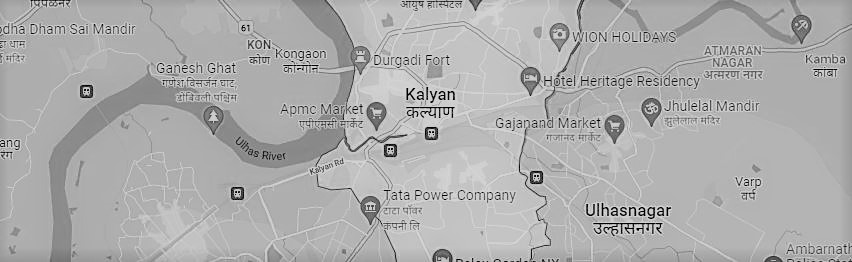 पिंपळनेर
dha Dham Sai Mandir
आयुष हॉस्पिटल
61
KON
कोण
Kongaon
कोनगोन
Durgadi Fort
WION HOLIDAYS
ATMARAN
NAGAR
अत्मरण नगर
Kamba
कांबा
Ganesh Ghat
गणेश विसर्जन घाट,
डोंबिवली पश्चिम
Kalyan
कल्याण
Hotel Heritage Residency
Apmc Market
एपीएमसी मार्केट
Gajanand Market
गजानंद मार्केट
Jhulelal Mandir
झुलेलाल मंदिर
Ulhas River
Kalyan Rd
Tata Power Company
टाटा पॉवर
कंपनी लि
Varp
वर्प
Ulhasnagar
उल्हासनगर
Ambarnath